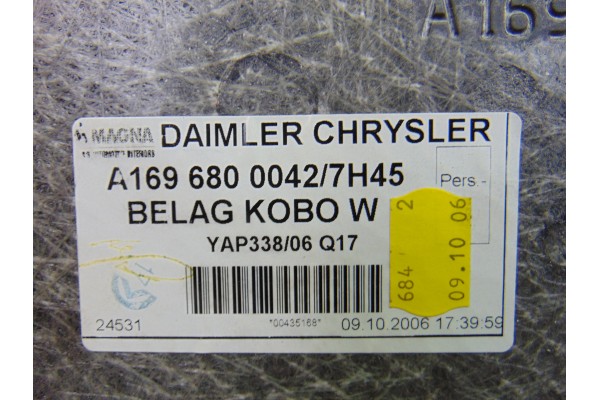 A169
MAGNA DAIMLER CHRYSLER
A169 680 0042/7H45
Pers.-
BELAG KOBO W
YAP338/06 Q17
684 2
09.10 06
24531
*00435168*
09.10.2006 17:39:59